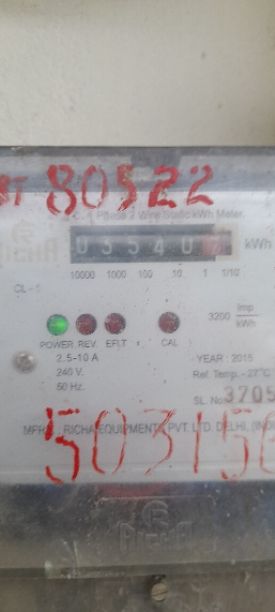 80522
Phase 2 Wire Static kWh Meter.
03540 kWh
10000 1000 100 10 1 1/10
CL-
3200 imp/kWh
POWER REV. EFLT CAL
2.5-10 A
240 V.
50 Hz.
YEAR : 2015
Ref. Temp.-27°C
SL No. 3705
RICHA EQUIPMENTS PVT. LTD. DELHI,
503156